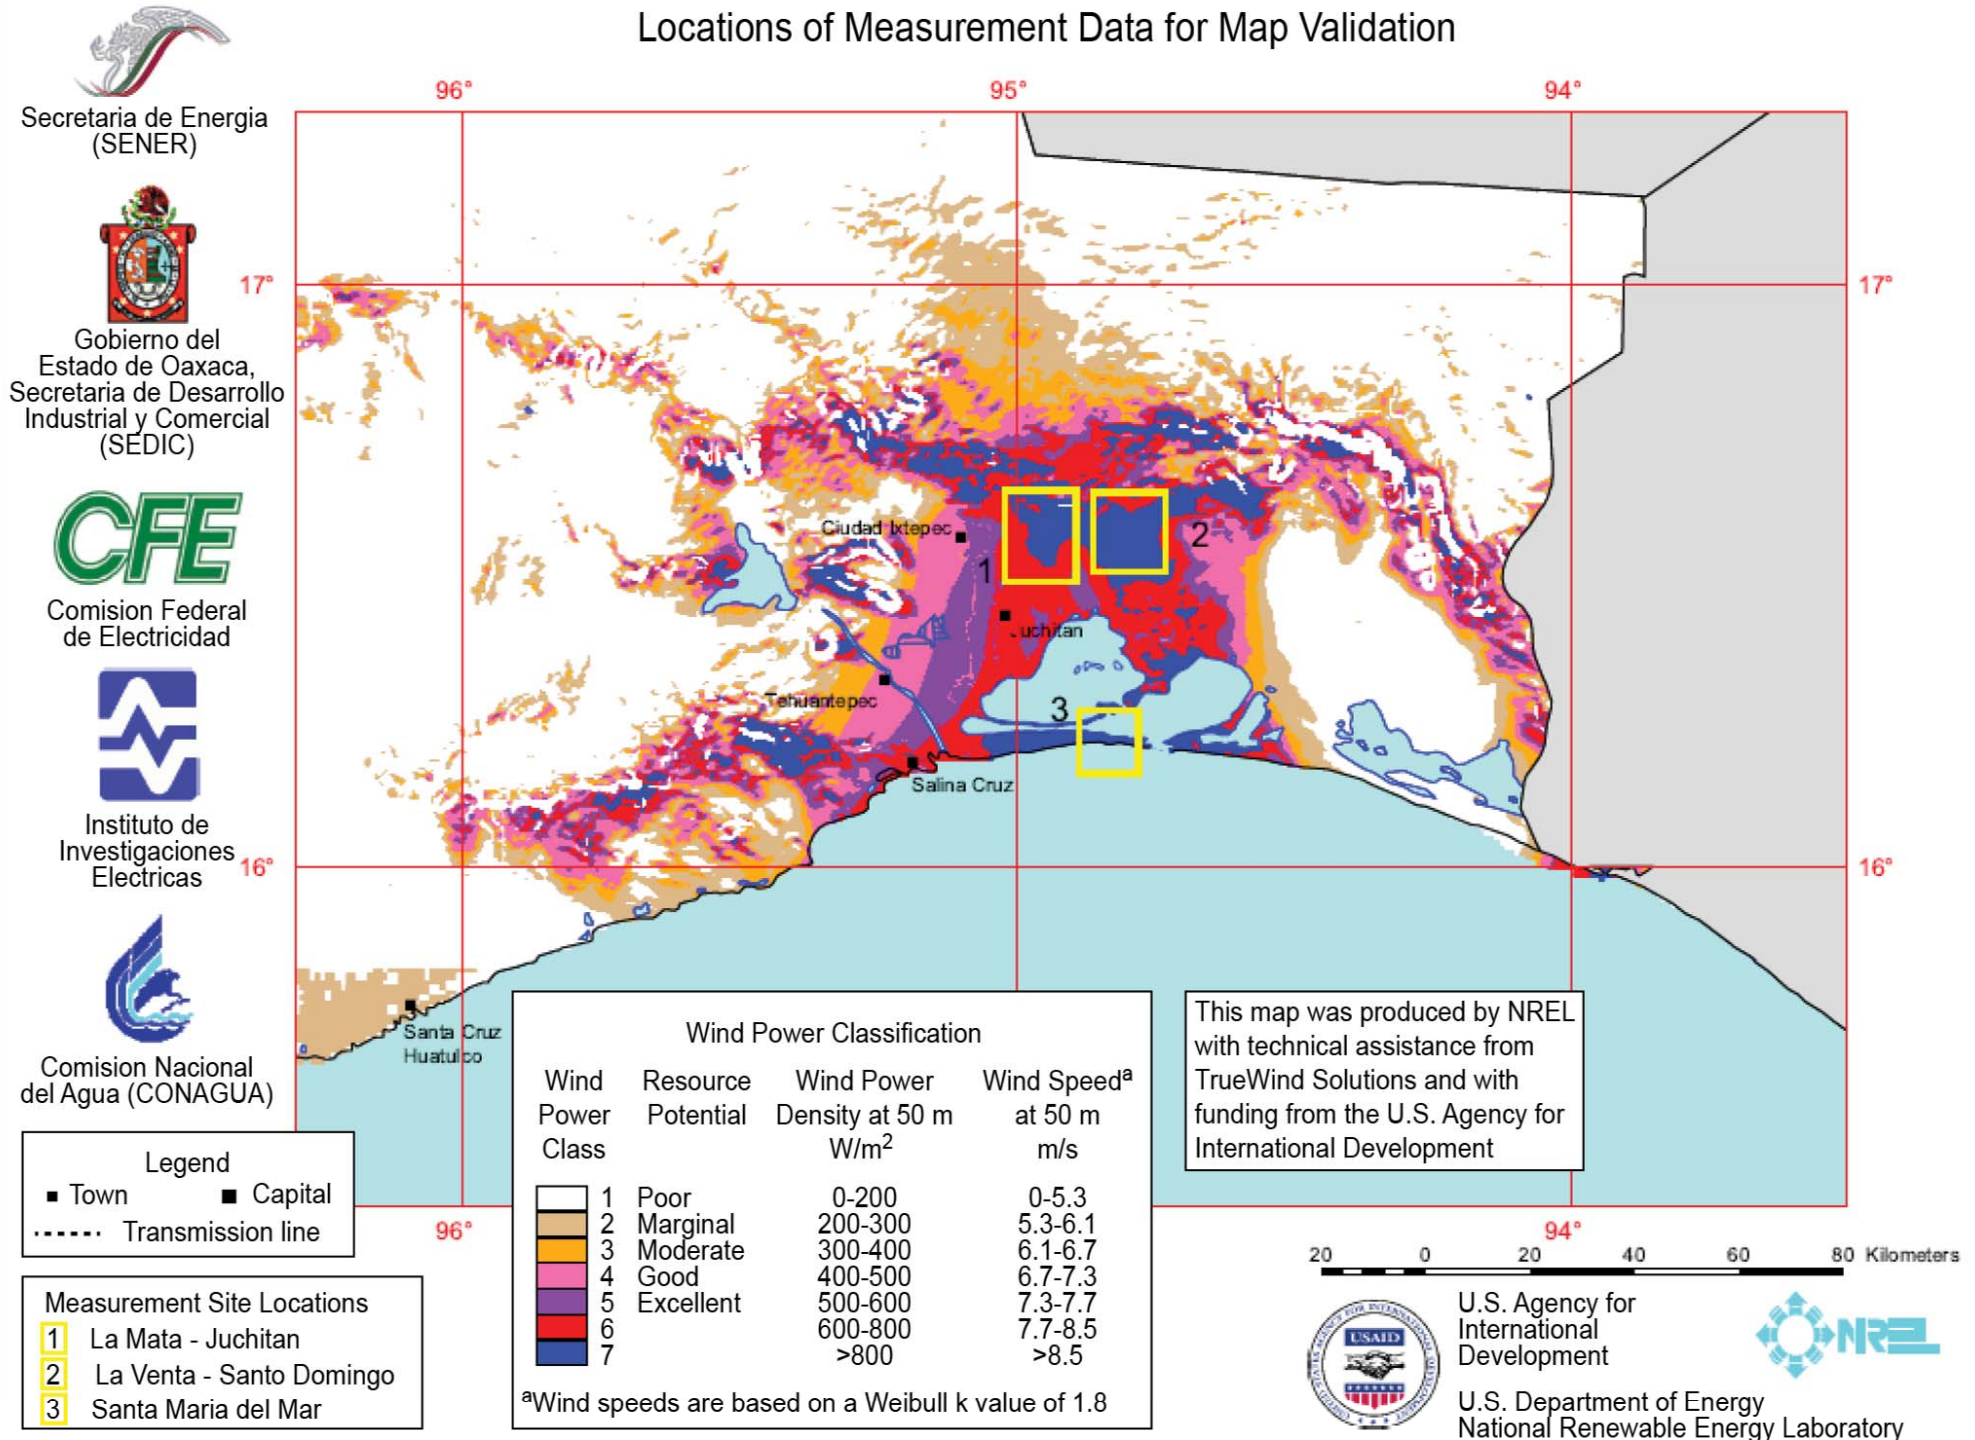 Locations of Measurement Data for Map Validation
Secretaria de Energia
(SENER)
Gobierno del
Estado de Oaxaca,
Secretaria de Desarrollo
Industrial y Comercial
(SEDIC)
CFE
Comision Federal
de Electricidad
Instituto de
Investigaciones
Electricas
Comision Nacional
del Agua (CONAGUA)
96°
95°
94°
17°
17°
Ciudad Ixtepec
1
2
Juchitan
Tehuantepec
3
Salina Cruz
16°
16°
Santa Cruz
Huatulco
96°
94°
Legend
Town
Capital
Transmission line
Measurement Site Locations
1 La Mata - Juchitan
2 La Venta - Santo Domingo
3 Santa Maria del Mar
Wind Power Classification
Wind Power Class
Resource Potential
Wind Power Density at 50 m W/m2
Wind Speedª at 50 m m/s
1 Poor 0-200 0-5.3
2 Marginal 200-300 5.3-6.1
3 Moderate 300-400 6.1-6.7
4 Good 400-500 6.7-7.3
5 Excellent 500-600 7.3-7.7
6 600-800 7.7-8.5
7 >800 >8.5
ªWind speeds are based on a Weibull k value of 1.8
This map was produced by NREL
with technical assistance from
TrueWind Solutions and with
funding from the U.S. Agency for
International Development
20 0 20 40 60 80 Kilometers
USAID
U.S. Agency for
International
Development
NREL
U.S. Department of Energy
National Renewable Energy Laboratory